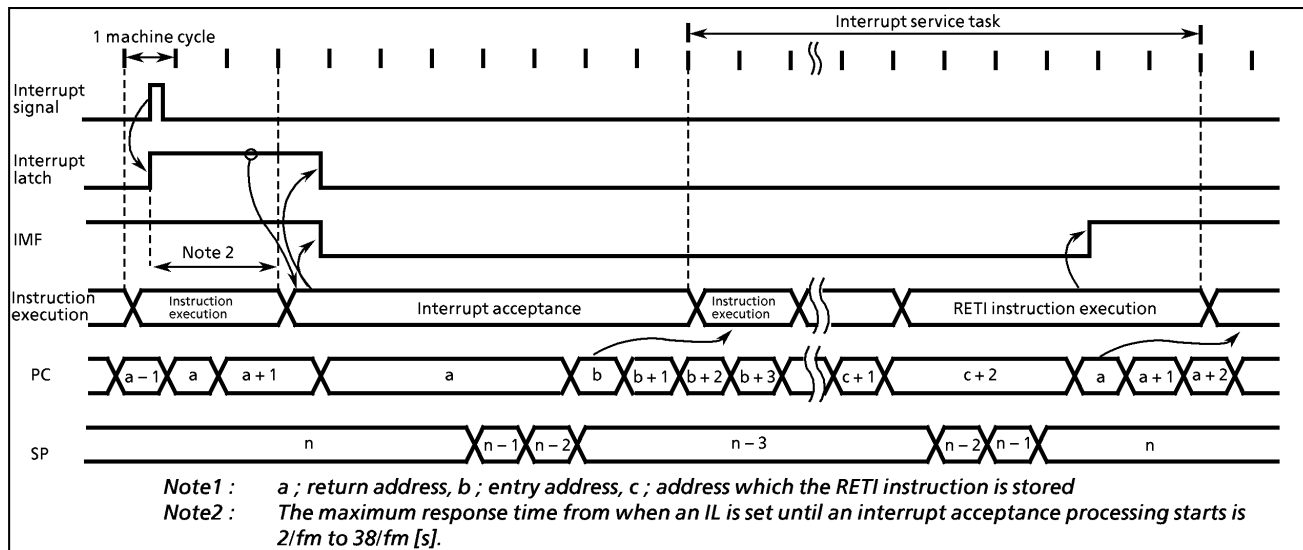 Interrupt service task
1 machine cycle
Interrupt
signal
Interrupt
latch
IMF
Note 2
Instruction
execution
Instruction
execution
Interrupt acceptance
Instruction
execution
RETI instruction execution
PC
a – 1
a
a + 1
a
b
b + 1
b + 2
b + 3
c + 1
c + 2
a
a + 1
a + 2
SP
n
n – 1
n – 2
n – 3
n – 2
n – 1
n
Note1 : a ; return address, b ; entry address, c ; address which the RETI instruction is stored
Note2 : The maximum response time from when an IL is set until an interrupt acceptance processing starts is
2/fm to 38/fm [s].